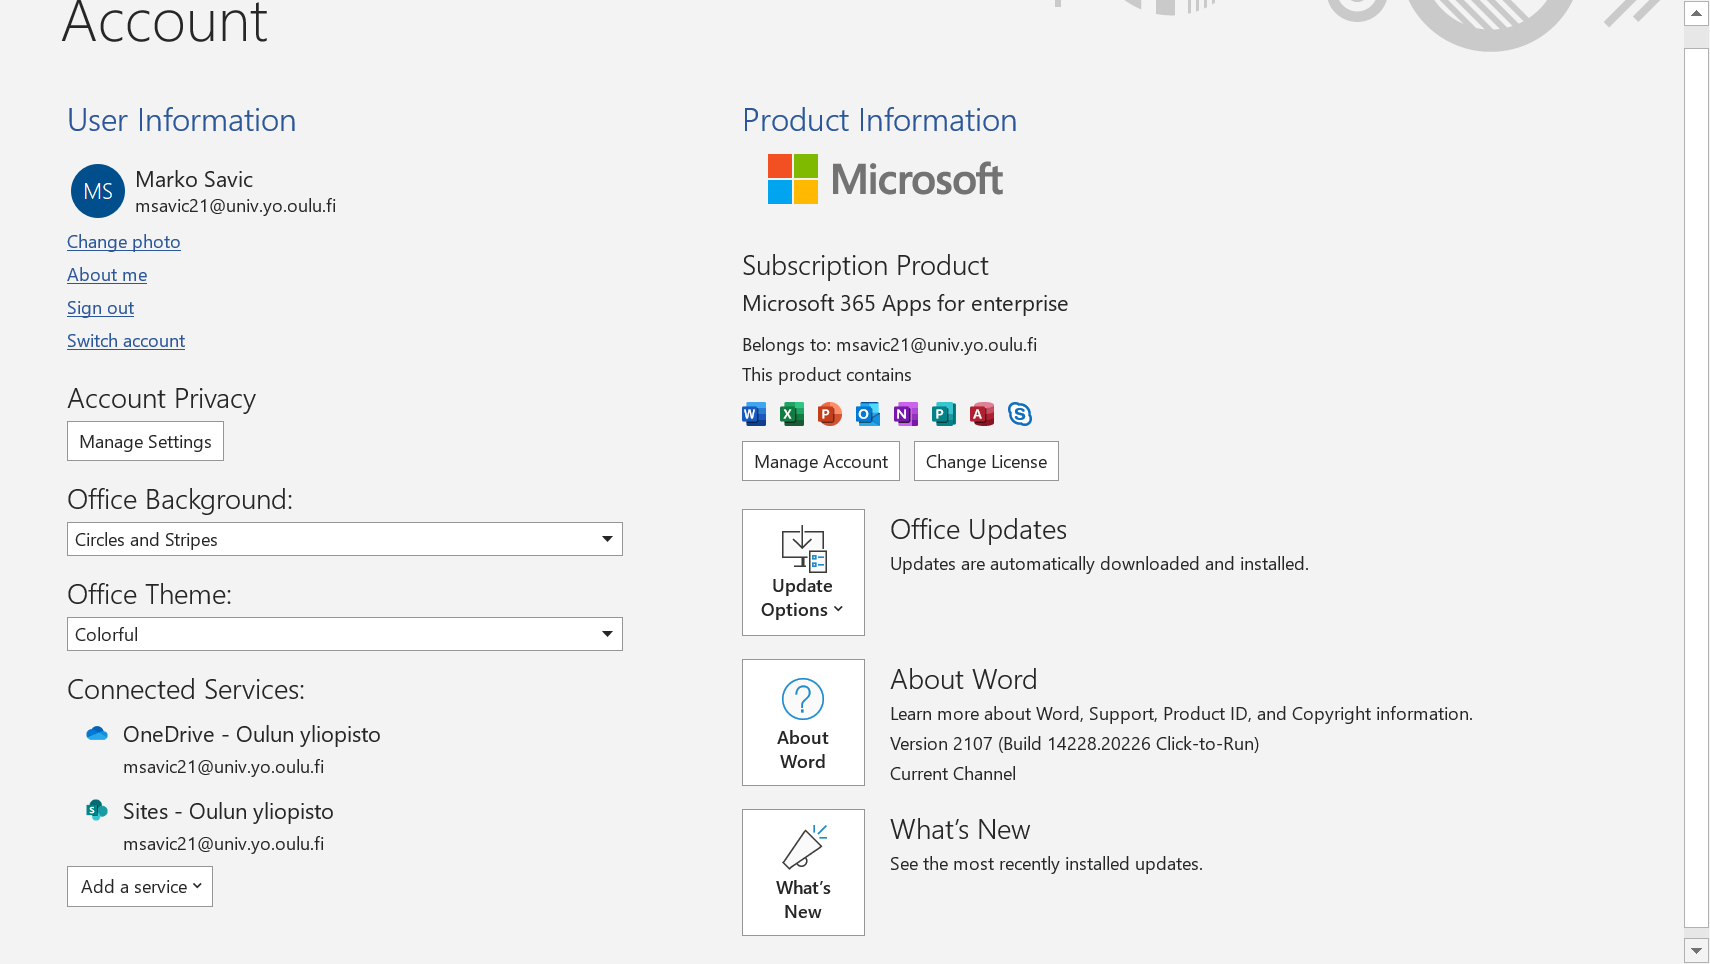 Account
User Information
MS
Marko Savic
msavic21@univ.yo.oulu.fi
Change photo
About me
Sign out
Switch account
Account Privacy
Manage Settings
Office Background:
Circles and Stripes
Office Theme:
Colorful
Connected Services:
OneDrive - Oulun yliopisto
msavic21@univ.yo.oulu.fi
S
Sites - Oulun yliopisto
msavic21@univ.yo.oulu.fi
Add a service
Product Information
Microsoft
Subscription Product
Microsoft 365 Apps for enterprise
Belongs to: msavic21@univ.yo.oulu.fi
This product contains
W X P O N P A S
Manage Account Change License
Update
Options
Office Updates
Updates are automatically downloaded and installed.
?
About
Word
About Word
Learn more about Word, Support, Product ID, and Copyright information.
Version 2107 (Build 14228.20226 Click-to-Run)
Current Channel
What's
New
What's New
See the most recently installed updates.